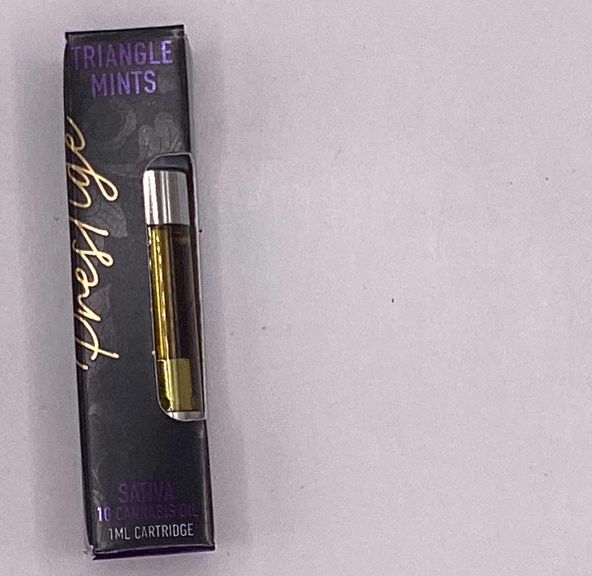 TRIANGLE
MINTS
Prestige
SATIVA
1G CANNABIS OIL
1ML CARTRIDGE